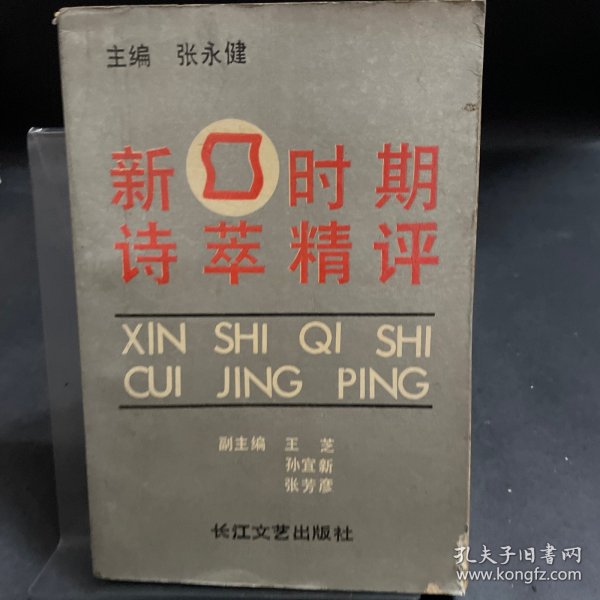 主编 张永健
新时期
诗萃精评
XIN SHI QI SHI
CUI JING PING
副主编 王芝
孙宣新
张芳彦
长江文艺出版社
孔夫子旧书网
www.kongfz.com